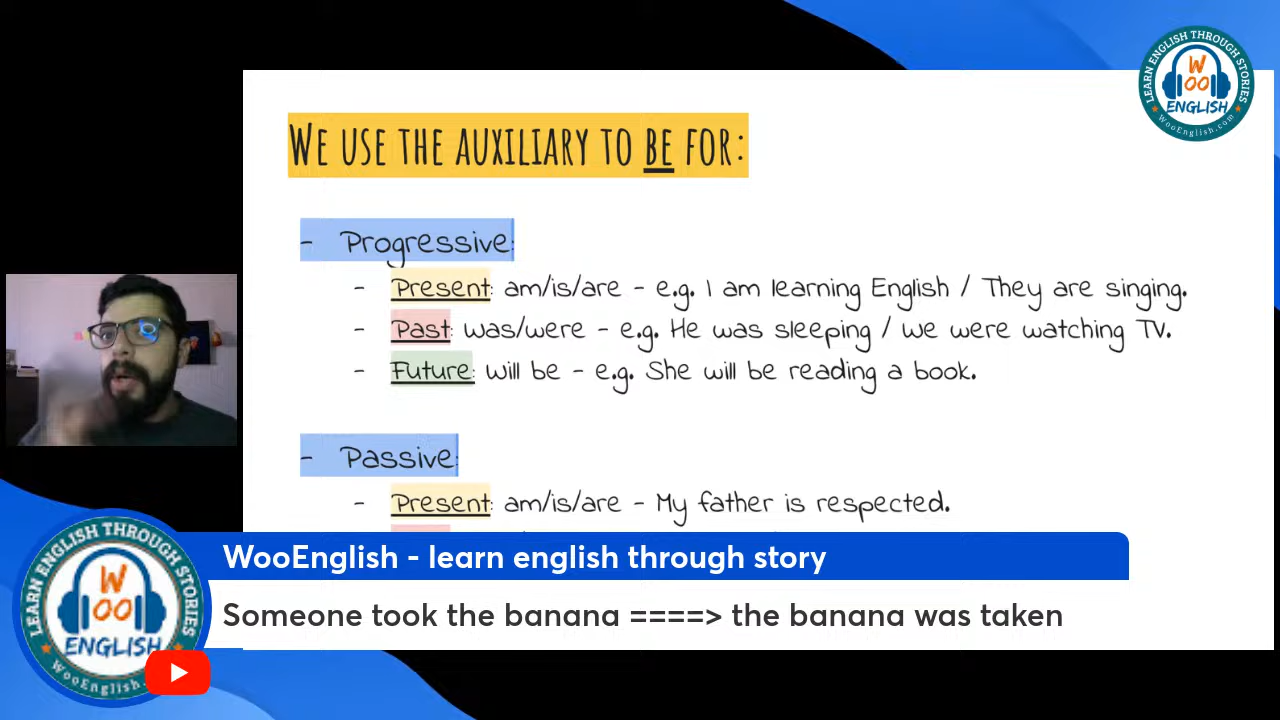 WE USE THE AUXILIARY TO BE FOR:
- Progressive:
- Present: am/is/are - e.g. I am learning English / They are singing.
- Past: was/were - e.g. He was sleeping / we were watching TV.
- Future: will be - e.g. She will be reading a book.
- Passive:
- Present: am/is/are - My father is respected.
WooEnglish - learn english through story
Someone took the banana ====> the banana was taken
LEARN ENGLISH THROUGH STORIES
W
OO
ENGLISH
WooEnglish.com
LEARN ENGLISH THROUGH STORIES
W
OO
ENGLISH
WooEnglish.com